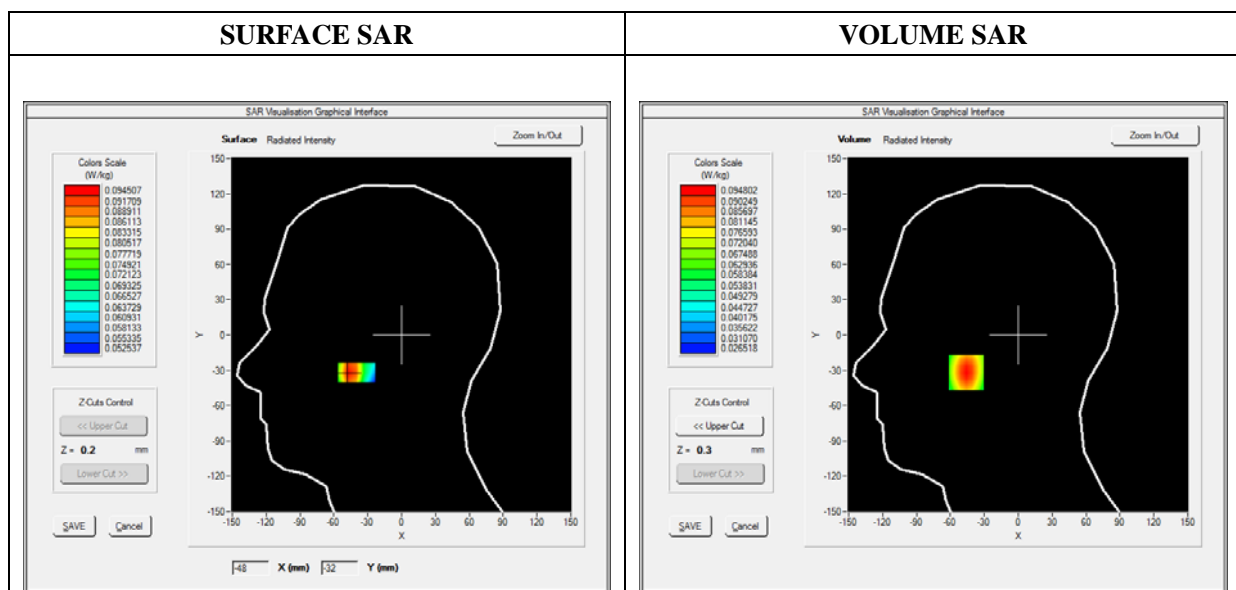 SURFACE SAR
VOLUME SAR
SAR Visualisation Graphical Interface
Surface Radiated Intensity
Zoom In/Out
Colors Scale
(W/kg)
0.094507
0.091709
0.088911
0.086113
0.083315
0.080517
0.077719
0.074921
0.072123
0.069325
0.066527
0.063729
0.060931
0.058133
0.055335
0.052537
Z-Cuts Control
<< Upper Cut
Z = 0.2 mm
Lower Cut >>
SAVE Cancel
150
120
90
60
30
0
-30
-60
-90
-120
-150
Y
-150 -120 -90 -60 -30 0 30 60 90 120 150
X
-48 X (mm) -32 Y (mm)
SAR Visualisation Graphical Interface
Volume Radiated Intensity
Zoom In/Out
Colors Scale
(W/kg)
0.094802
0.090249
0.085697
0.081145
0.076593
0.072040
0.067488
0.062936
0.058384
0.053831
0.049279
0.044727
0.040175
0.035622
0.031070
0.026518
Z-Cuts Control
<< Upper Cut
Z = 0.3 mm
Lower Cut >>
SAVE Cancel
150
120
90
60
30
0
-30
-60
-90
-120
-150
Y
-150 -120 -90 -60 -30 0 30 60 90 120 150
X